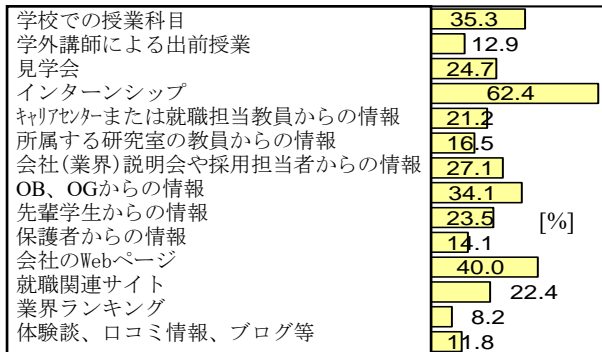 学校での授業科目 35.3
学外講師による出前授業 12.9
見学会 24.7
インターンシップ 62.4
ｷｬﾘｱｾﾝﾀｰまたは就職担当教員からの情報 21.2
所属する研究室の教員からの情報 16.5
会社(業界)説明会や採用担当者からの情報 27.1
OB、OGからの情報 34.1
先輩学生からの情報 23.5 [%]
保護者からの情報 14.1
会社のWebページ 40.0
就職関連サイト 22.4
業界ランキング 8.2
体験談、口コミ情報、ブログ等 11.8